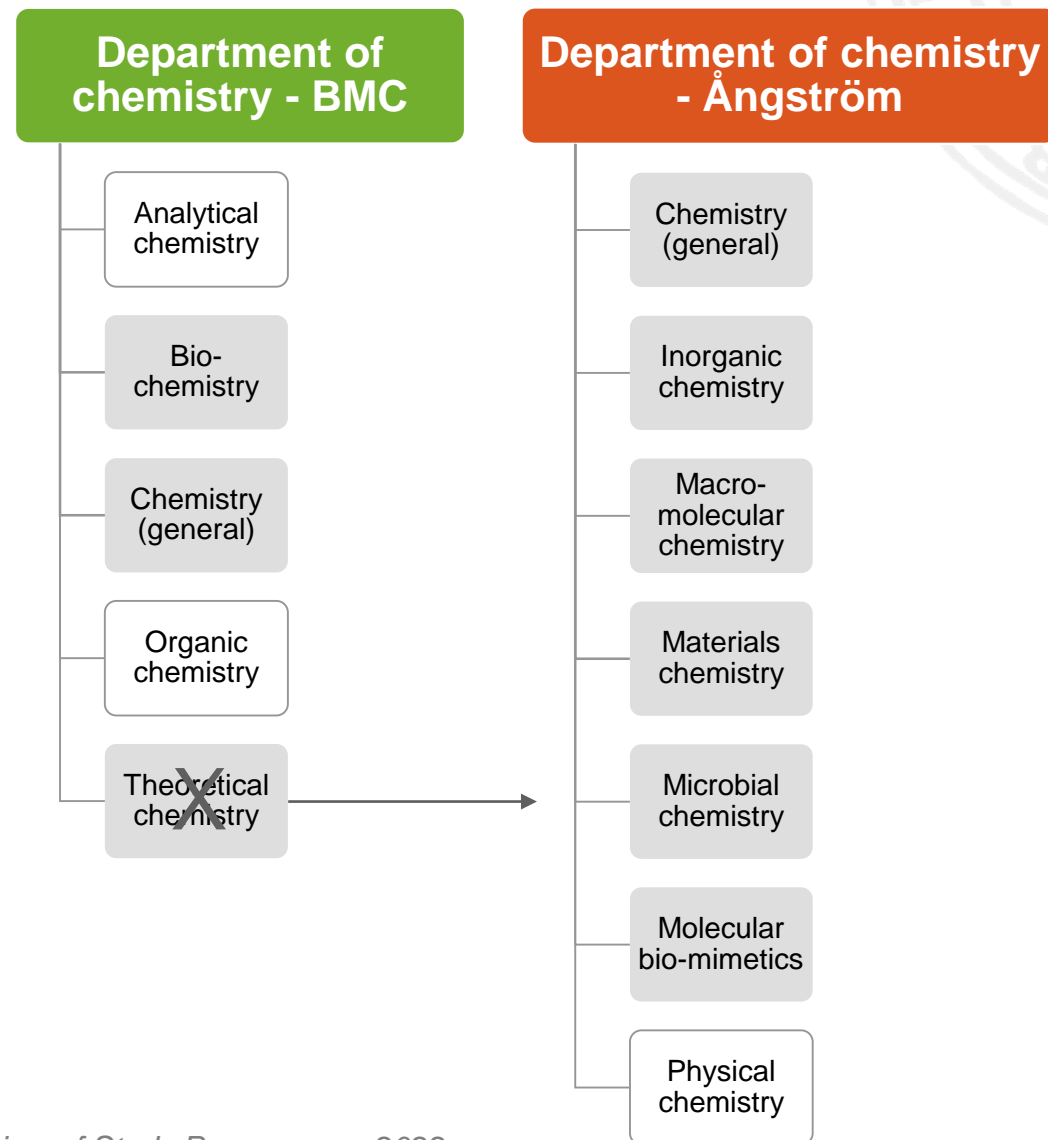 Department of
chemistry - BMC
Analytical
chemistry
Bio-
chemistry
Chemistry
(general)
Organic
chemistry
Theoretical
chemistry
X
Department of chemistry
- Ångström
Chemistry
(general)
Inorganic
chemistry
Macro-
molecular
chemistry
Materials
chemistry
Microbial
chemistry
Molecular
bio-mimetics
Physical
chemistry